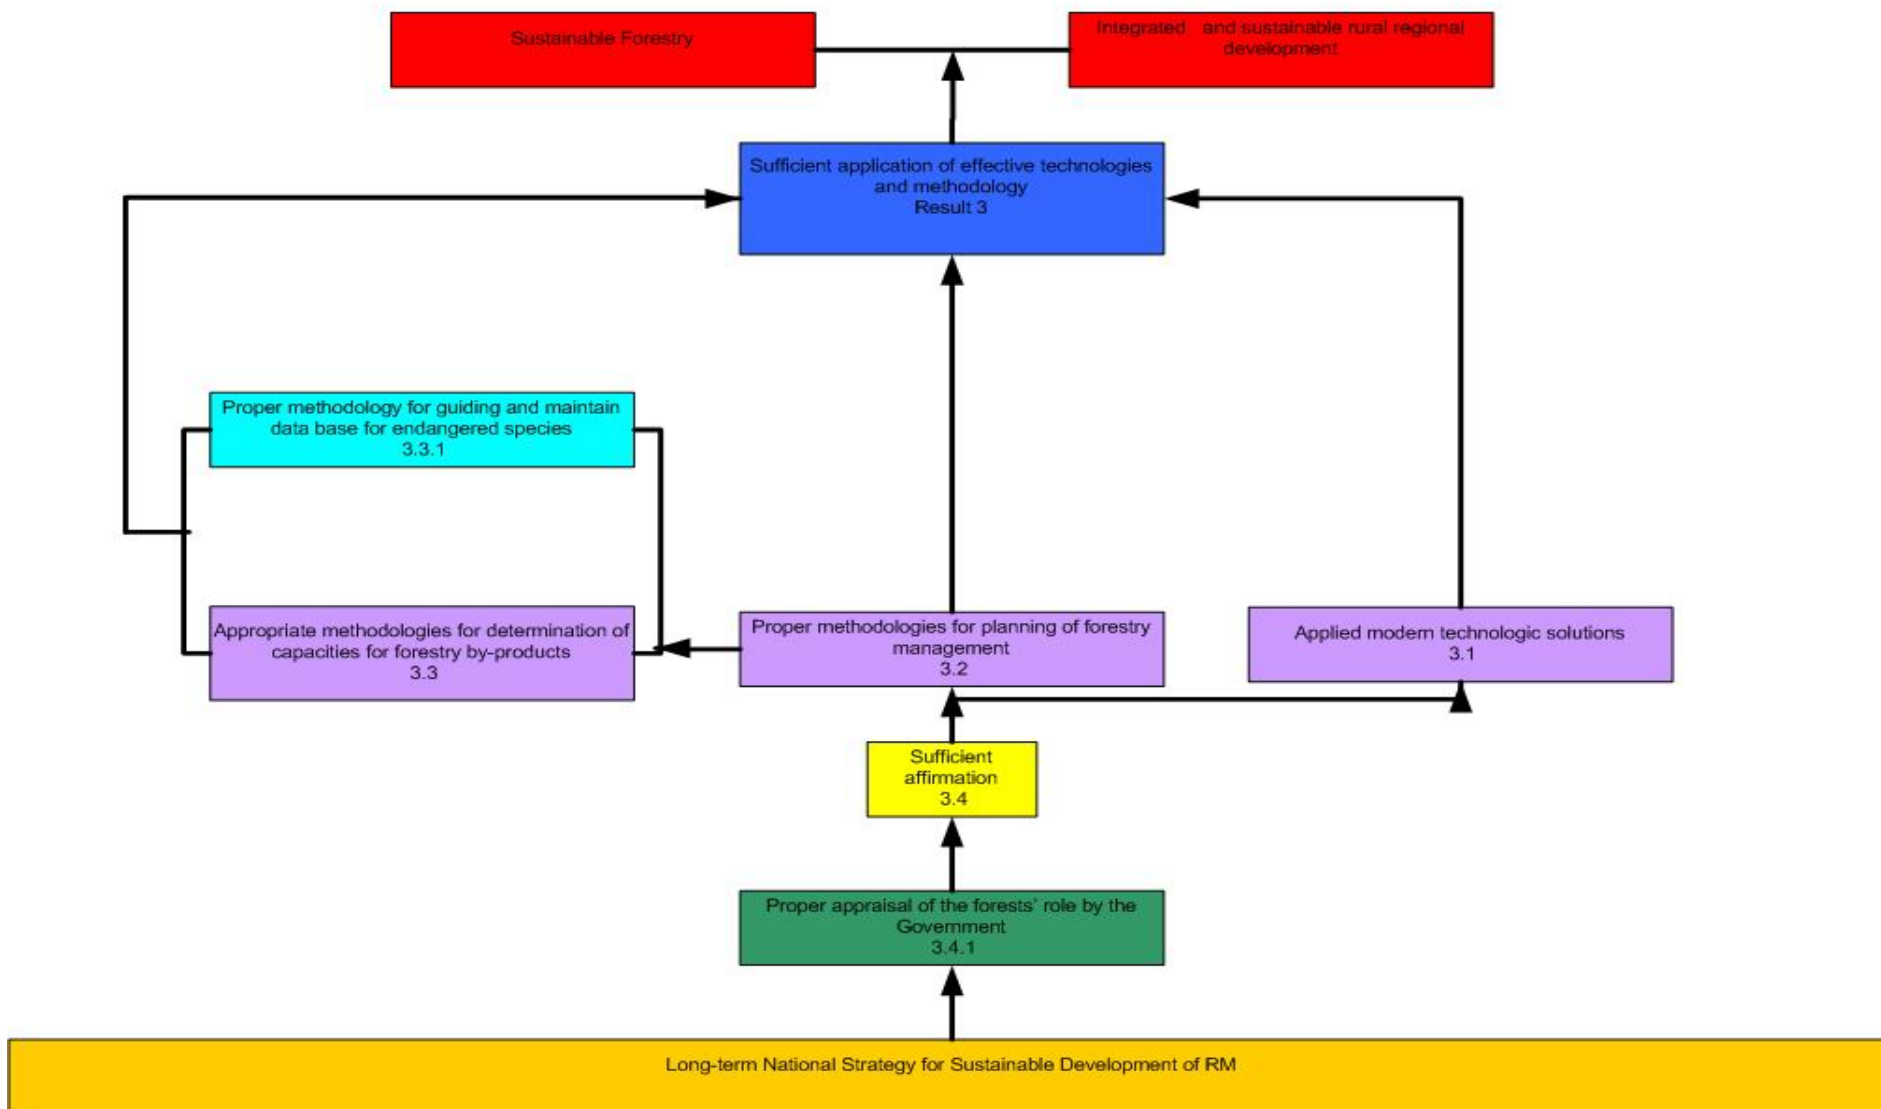 Sustainable Forestry
Integrated and sustainable rural regional
development
Sufficient application of effective technologies
and methodology
Result 3
Proper methodology for guiding and maintain
data base for endangered species
3.3.1
Appropriate methodologies for determination of
capacities for forestry by-products
3.3
Proper methodologies for planning of forestry
management
3.2
Applied modern technologic solutions
3.1
Sufficient
affirmation
3.4
Proper appraisal of the forests' role by the
Government
3.4.1
Long-term National Strategy for Sustainable Development of RM